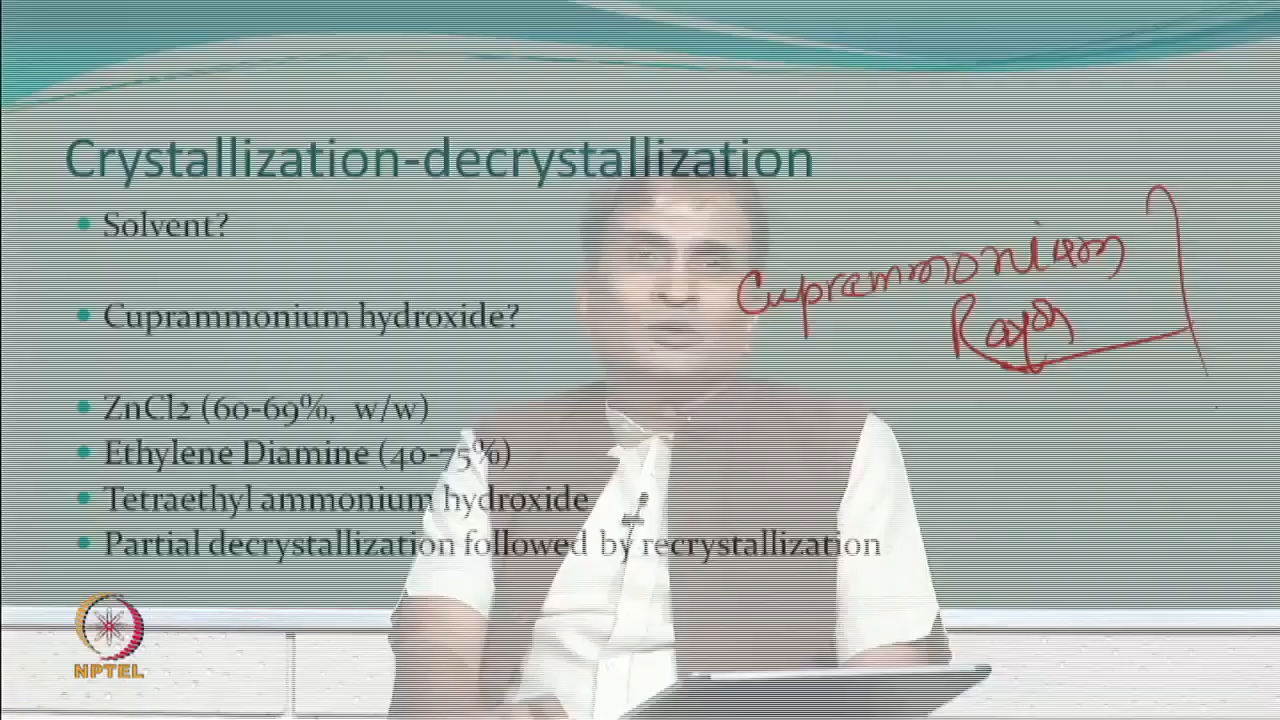 Crystallization-decrystallization
Solvent?
Cuprammonium hydroxide?
Cuprammonium
Rayon
ZnCl2 (60-69%, w/w)
Ethylene Diamine (40-75%)
Tetraethyl ammonium hydroxide
Partial decrystallization followed by recrystallization
NPTEL